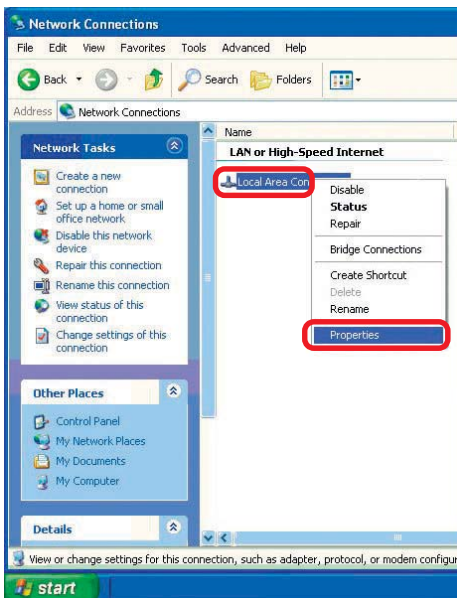 Network Connections
File Edit View Favorites Tools Advanced Help
Back Search Folders
Address Network Connections
Network Tasks
Create a new
connection
Set up a home or small
office network
Disable this network
device
Repair this connection
Rename this connection
View status of this
connection
Change settings of this
connection
Other Places
Control Panel
My Network Places
My Documents
My Computer
Details
Name
LAN or High-Speed Internet
Local Area Con
Disable
Status
Repair
Bridge Connections
Create Shortcut
Delete
Rename
Properties
View or change settings for this connection, such as adapter, protocol, or modem configur
start